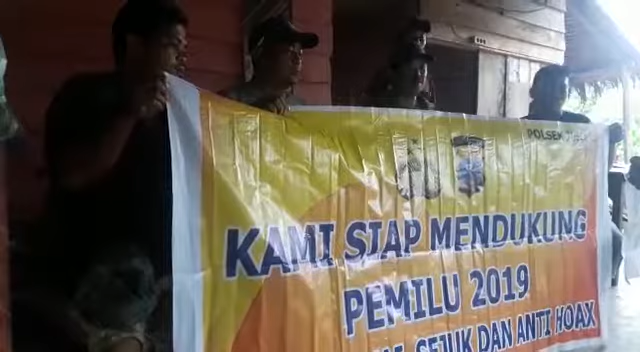 POLSEK
KAMI SIAP MENDUKUNG
PEMILU 2019
SEJUK DAN ANTI HOAX